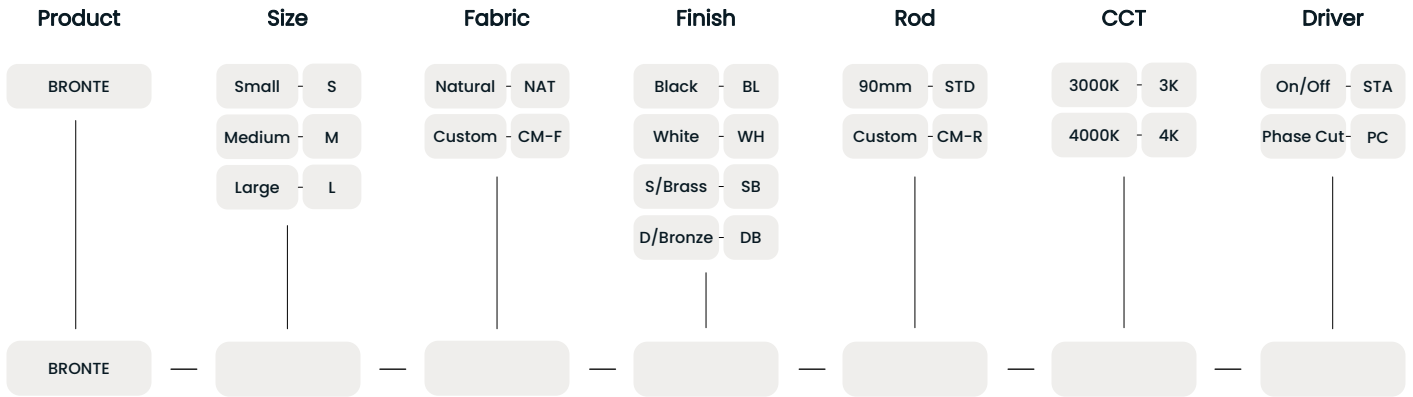 Product Size Fabric Finish Rod CCT Driver
BRONTE Small - S Natural - NAT Black - BL 90mm - STD 3000K - 3K On/Off - STA
Medium - M Custom - CM-F White - WH Custom - CM-R 4000K - 4K Phase Cut - PC
Large - L S/Brass - SB
D/Bronze - DB
BRONTE